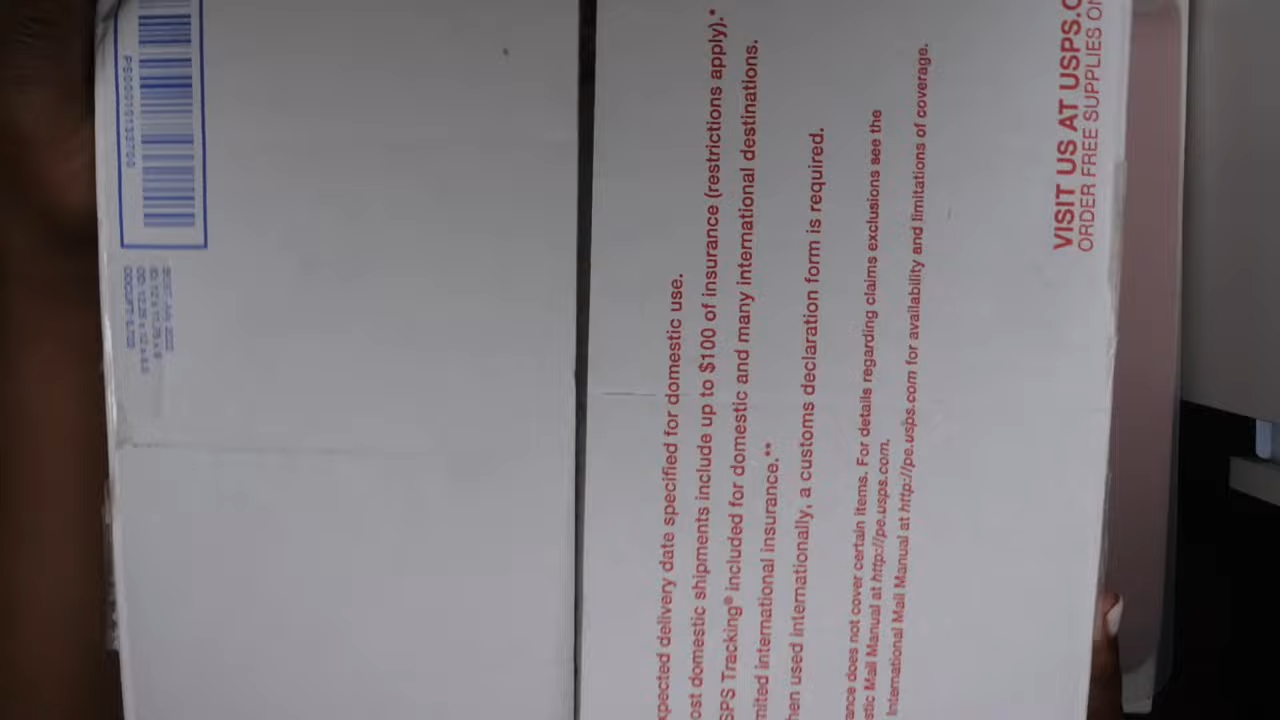 PS00010133700
xpected delivery date specified for domestic use.
ost domestic shipments include up to $100 of insurance (restrictions apply).*
SPS Tracking® included for domestic and many international destinations.
mited international insurance.**
hen used internationally, a customs declaration form is required.
ance does not cover certain items. For details regarding claims exclusions see the
stic Mail Manual at http://pe.usps.com.
International Mail Manual at http://pe.usps.com for availability and limitations of coverage.
VISIT US AT USPS.C
ORDER FREE SUPPLIES ON